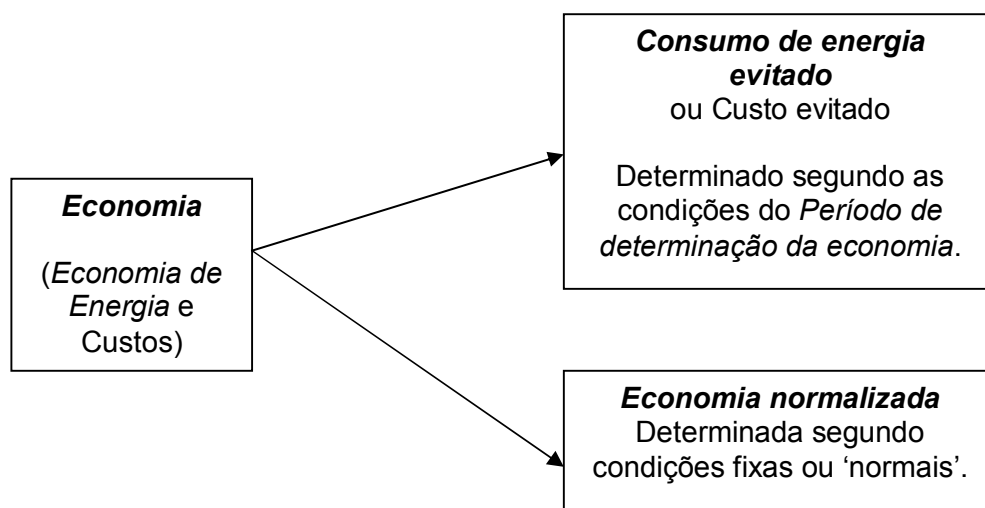 Economia
(Economia de
Energia e
Custos)
Consumo de energia
evitado
ou Custo evitado
Determinado segundo as
condições do Período de
determinação da economia.
Economia normalizada
Determinada segundo
condições fixas ou ‘normais’.